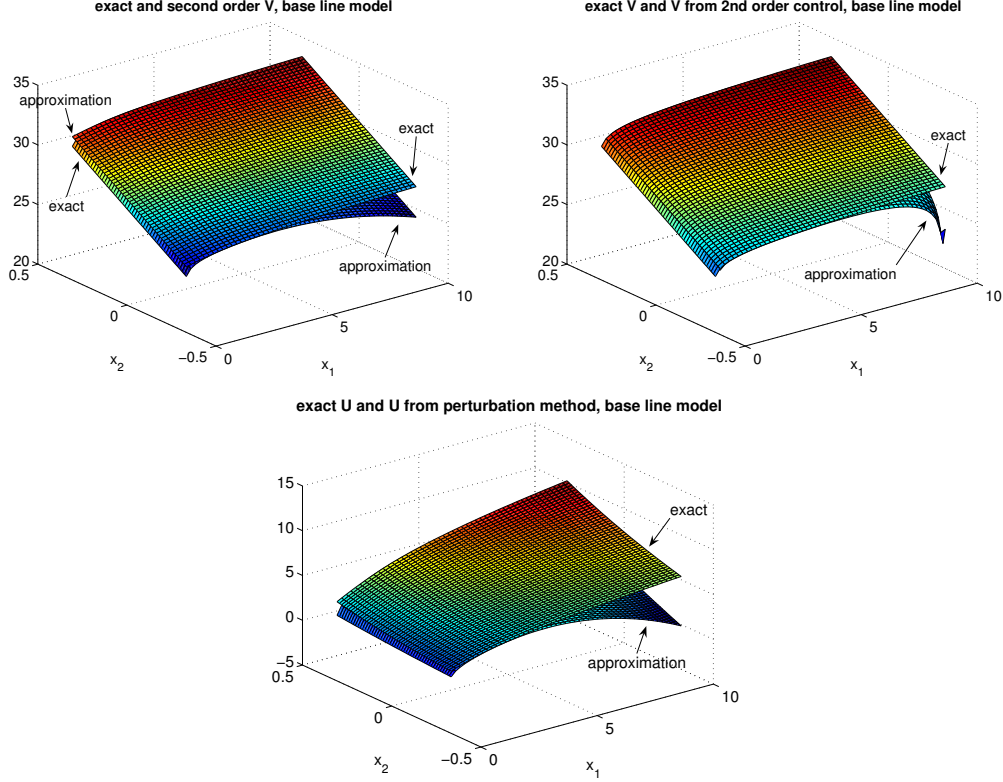 exact and second order V, base line model
35
30
25
20
0.5
0
−0.5
0
5
10
x2
x1
approximation
exact
exact
approximation
exact V and V from 2nd order control, base line model
35
30
25
20
0.5
0
−0.5
0
5
10
x2
x1
exact
approximation
exact U and U from perturbation method, base line model
15
10
5
0
−5
0.5
0
−0.5
0
5
10
x2
x1
exact
approximation